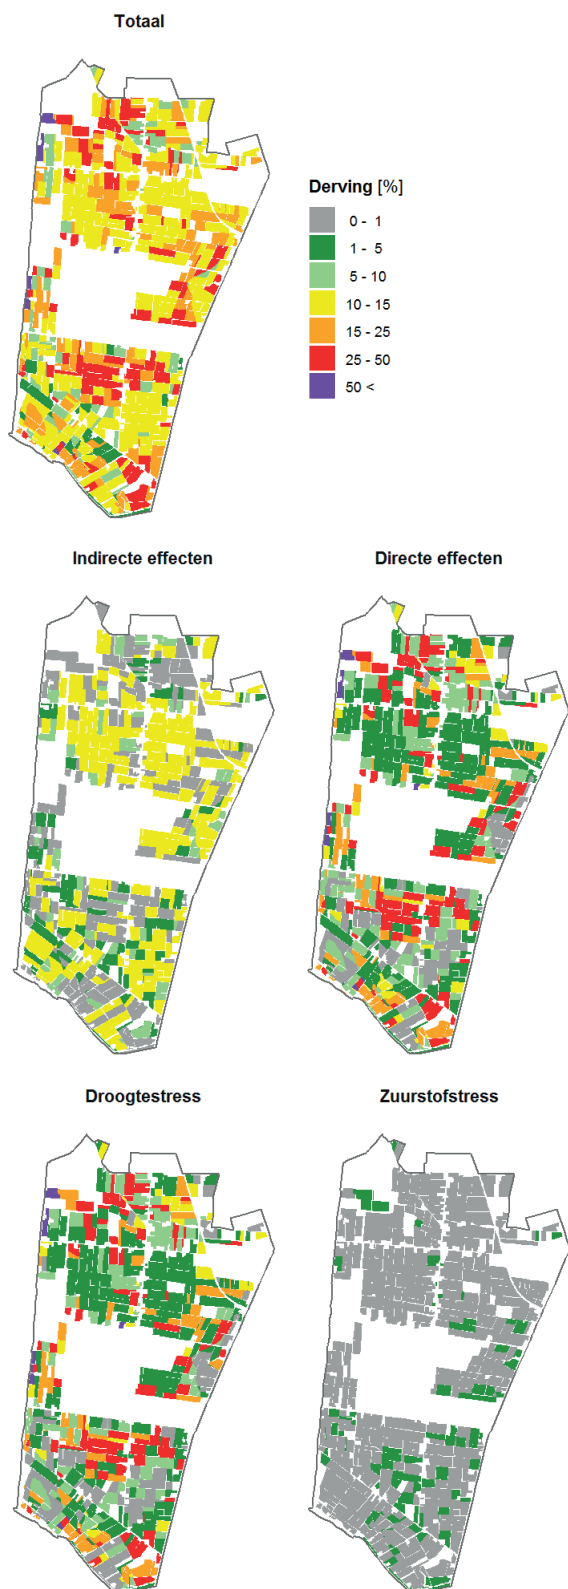 Totaal
Derving [%]
0 - 1
1 - 5
5 - 10
10 - 15
15 - 25
25 - 50
50 <
Indirecte effecten
Directe effecten
Droogtestress
Zuurstofstress